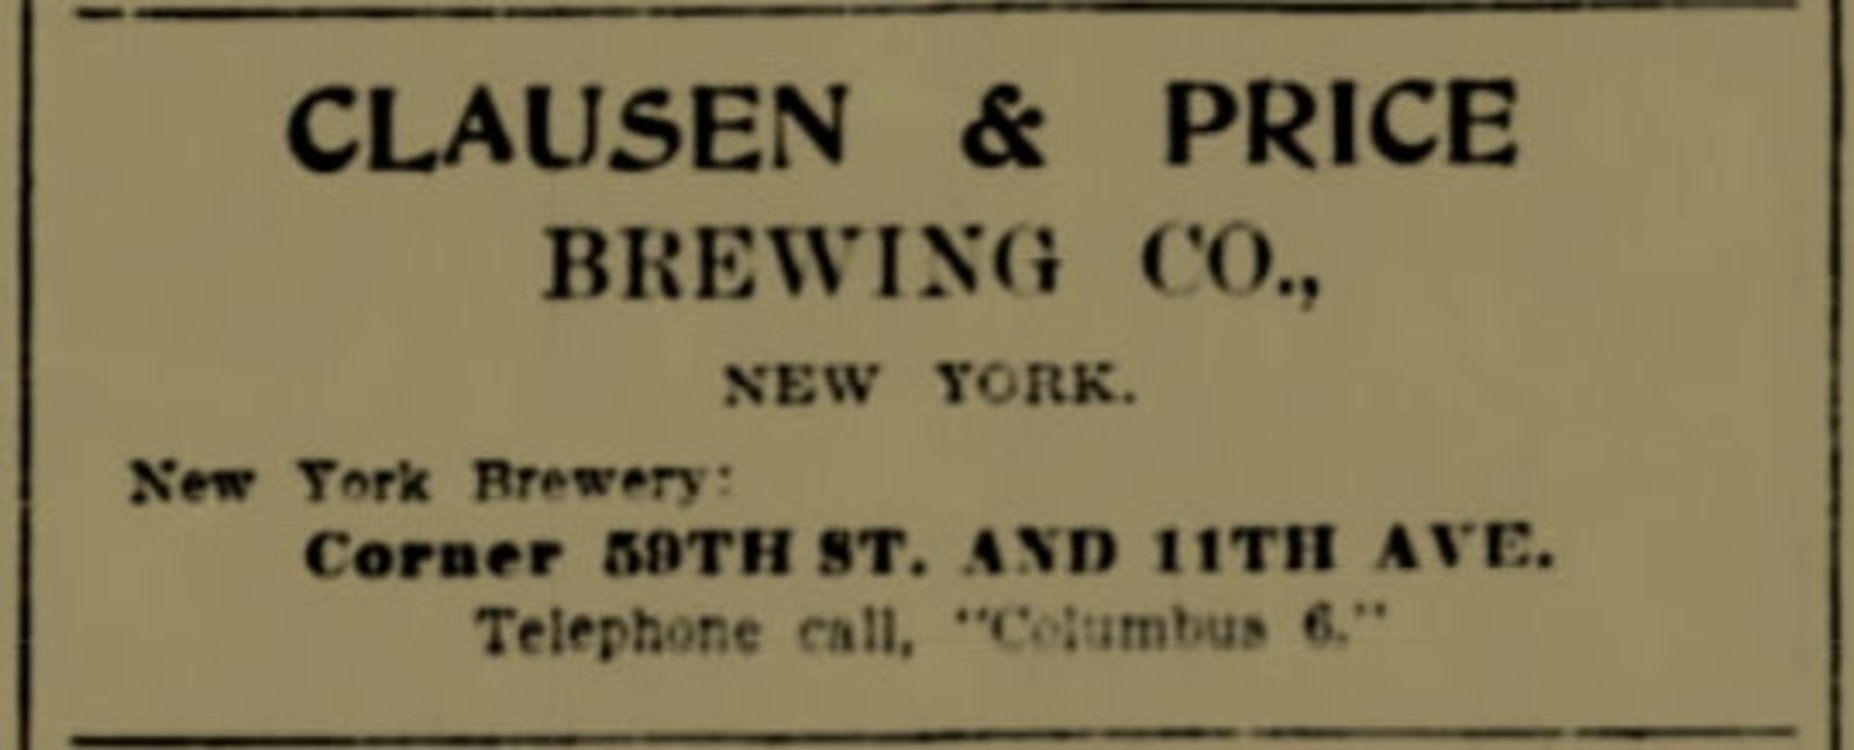 CLAUSEN & PRICE
BREWING CO.,
NEW YORK.
New York Brewery:
Corner 59TH ST. AND 11TH AVE.
Telephone call, "Columbus 6."